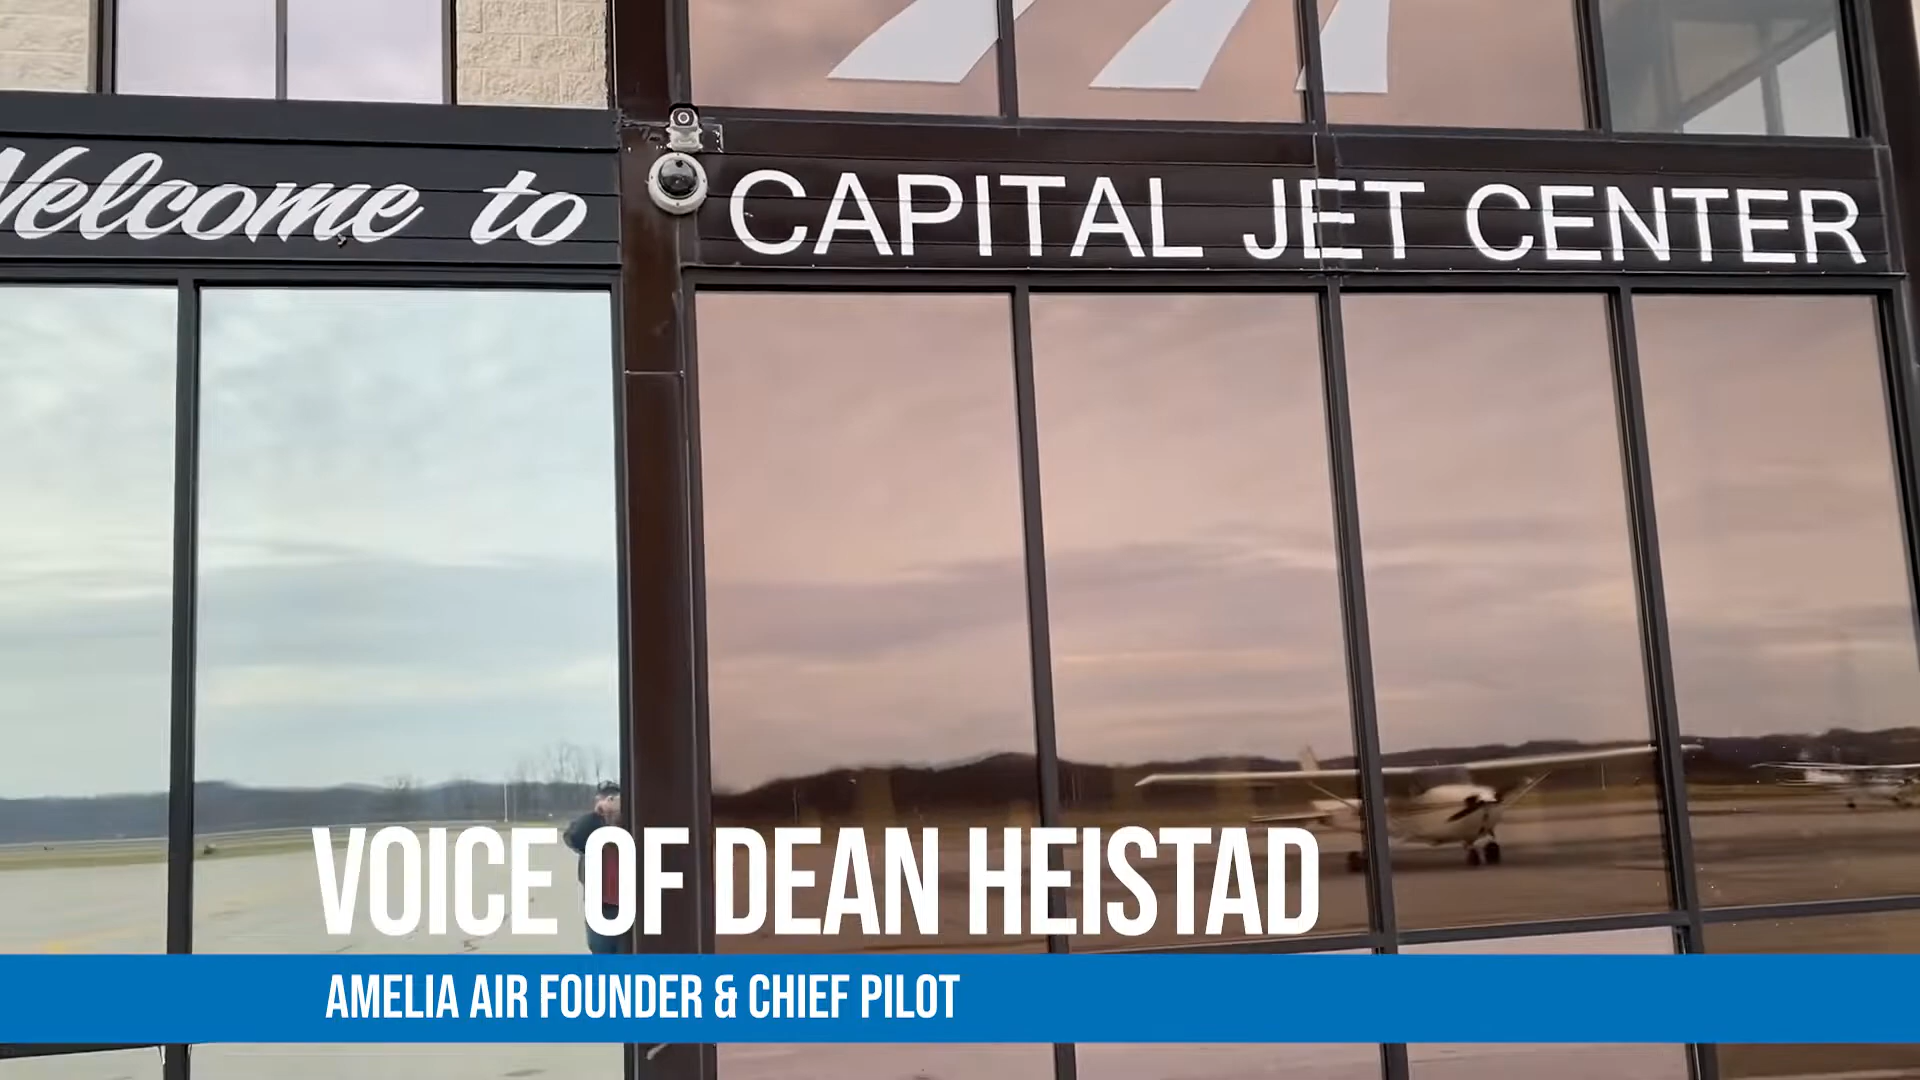 Welcome to CAPITAL JET CENTER
VOICE OF DEAN HEISTAD
AMELIA AIR FOUNDER & CHIEF PILOT